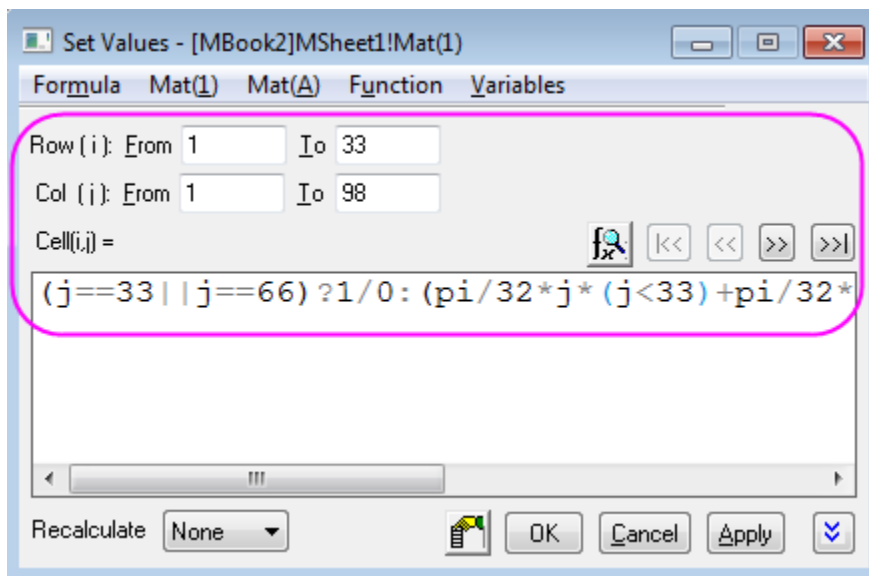 Set Values - [MBook2]MSheet1!Mat(1)
Formula Mat(1) Mat(A) Function Variables
Row (i): From 1 To 33
Col (j): From 1 To 98
Cell(i,j) =
fx |<< << >> >>|
(j==33||j==66)?1/0:(pi/32*j*(j<33)+pi/32*
Recalculate None OK Cancel Apply